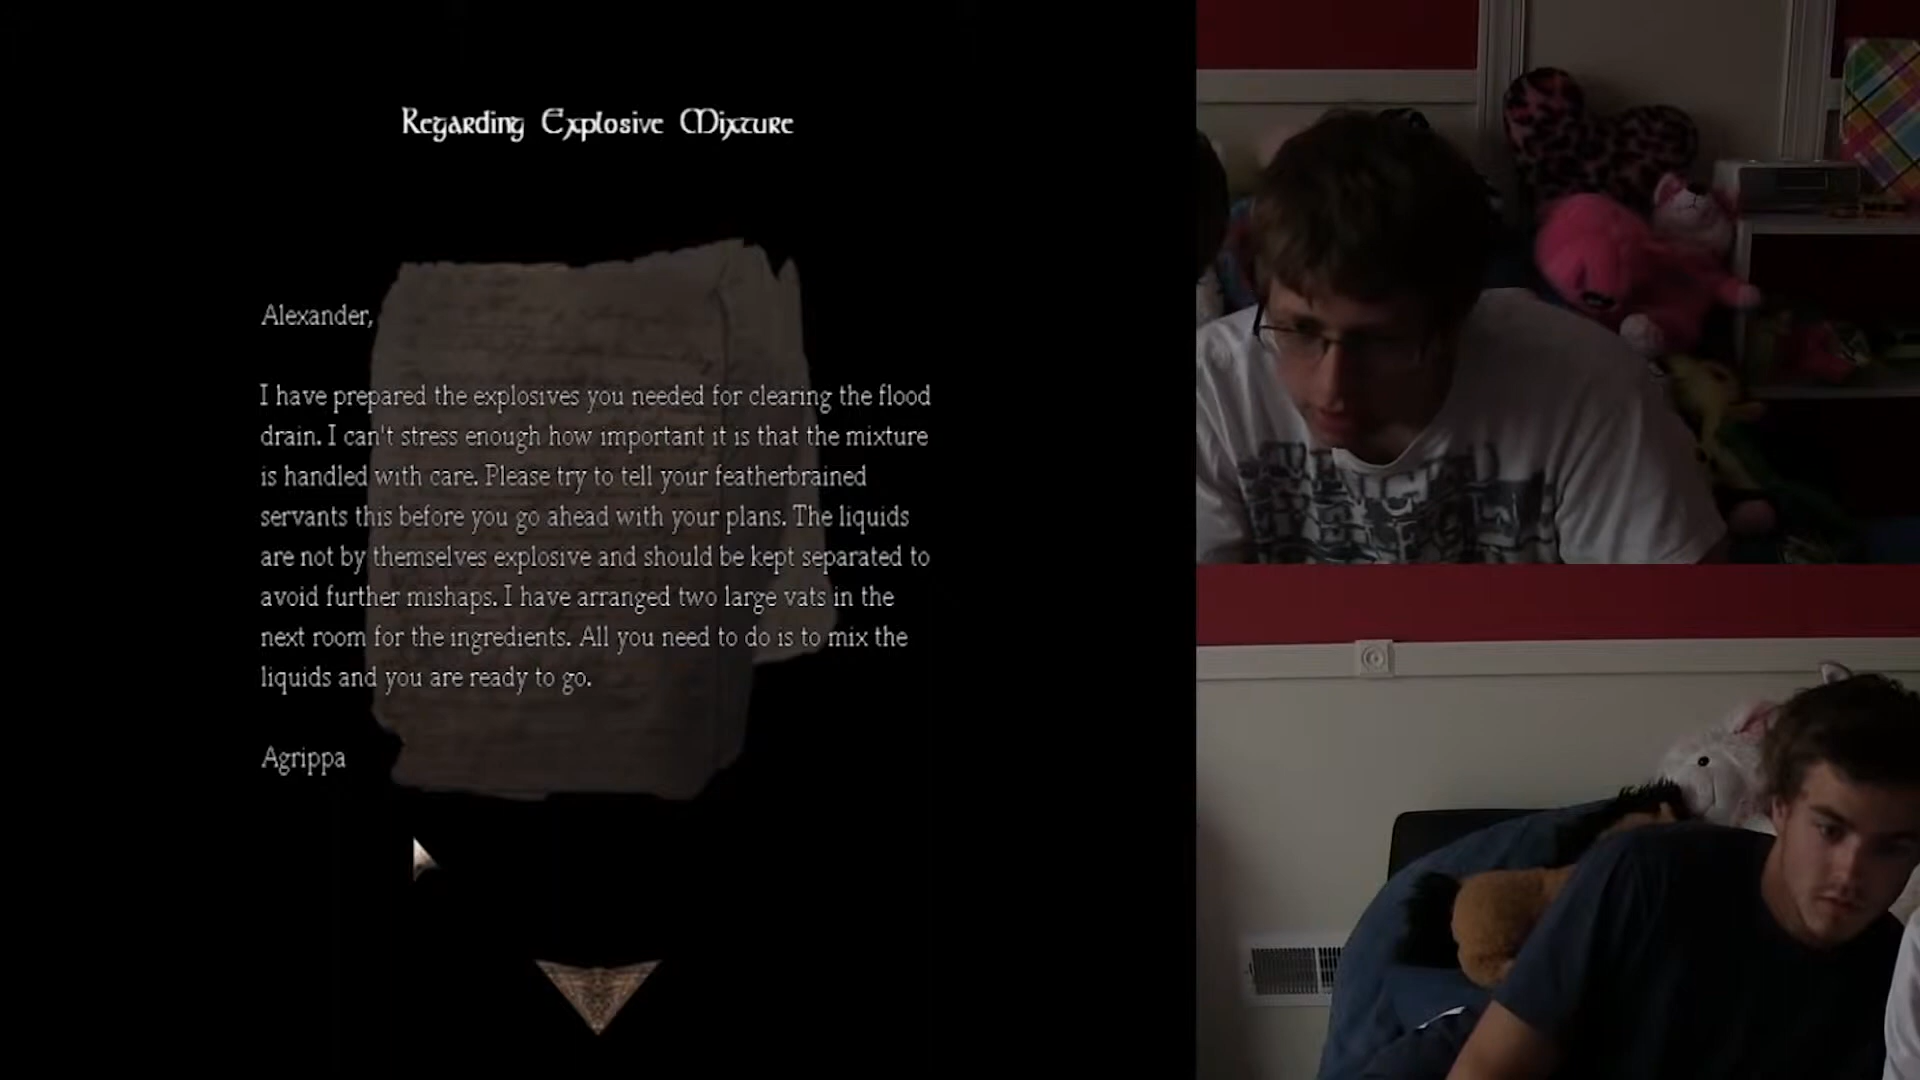 Regarding Explosive Mixture
Alexander,
I have prepared the explosives you needed for clearing the flood
drain. I can't stress enough how important it is that the mixture
is handled with care. Please try to tell your featherbrained
servants this before you go ahead with your plans. The liquids
are not by themselves explosive and should be kept separated to
avoid further mishaps. I have arranged two large vats in the
next room for the ingredients. All you need to do is to mix the
liquids and you are ready to go.
Agrippa